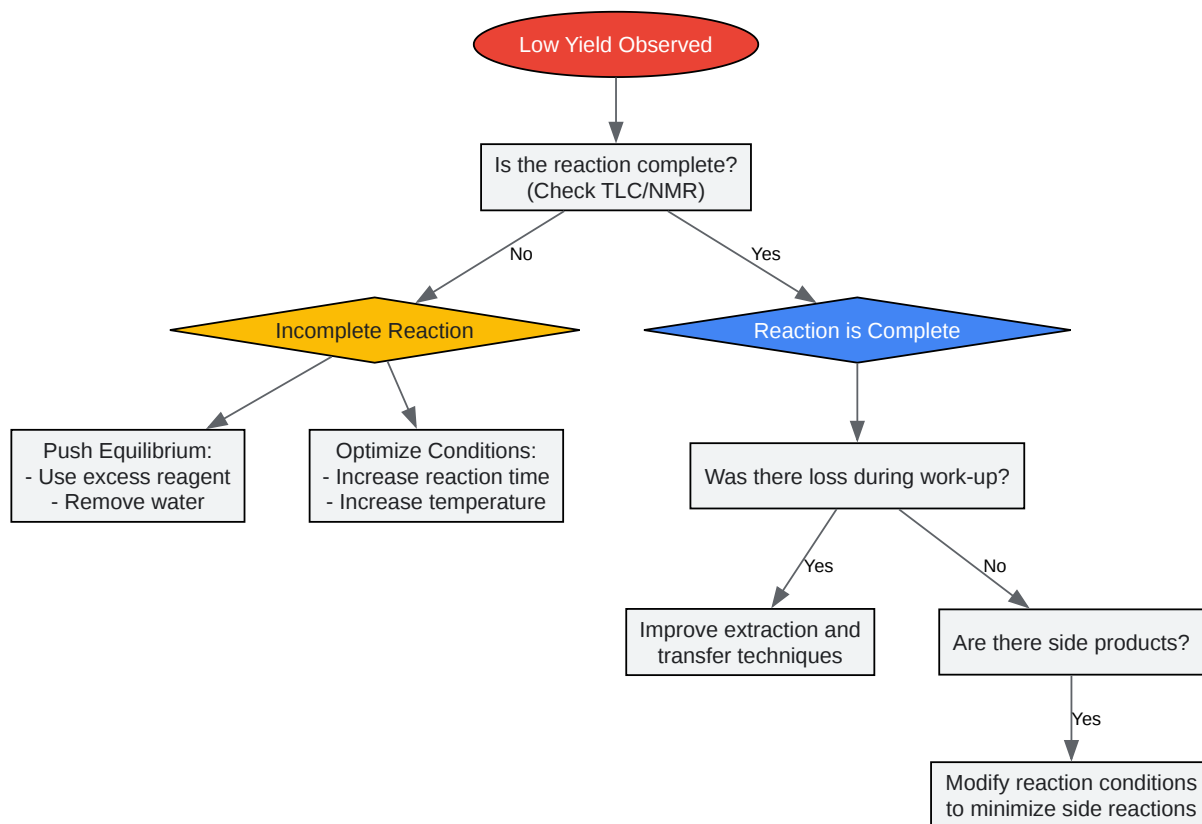 Low Yield Observed
Is the reaction complete?
(Check TLC/NMR)
No
Yes
Incomplete Reaction
Reaction is Complete
Push Equilibrium:
- Use excess reagent
- Remove water
Optimize Conditions:
- Increase reaction time
- Increase temperature
Was there loss during work-up?
Yes
No
Improve extraction and
transfer techniques
Are there side products?
Yes
Modify reaction conditions
to minimize side reactions